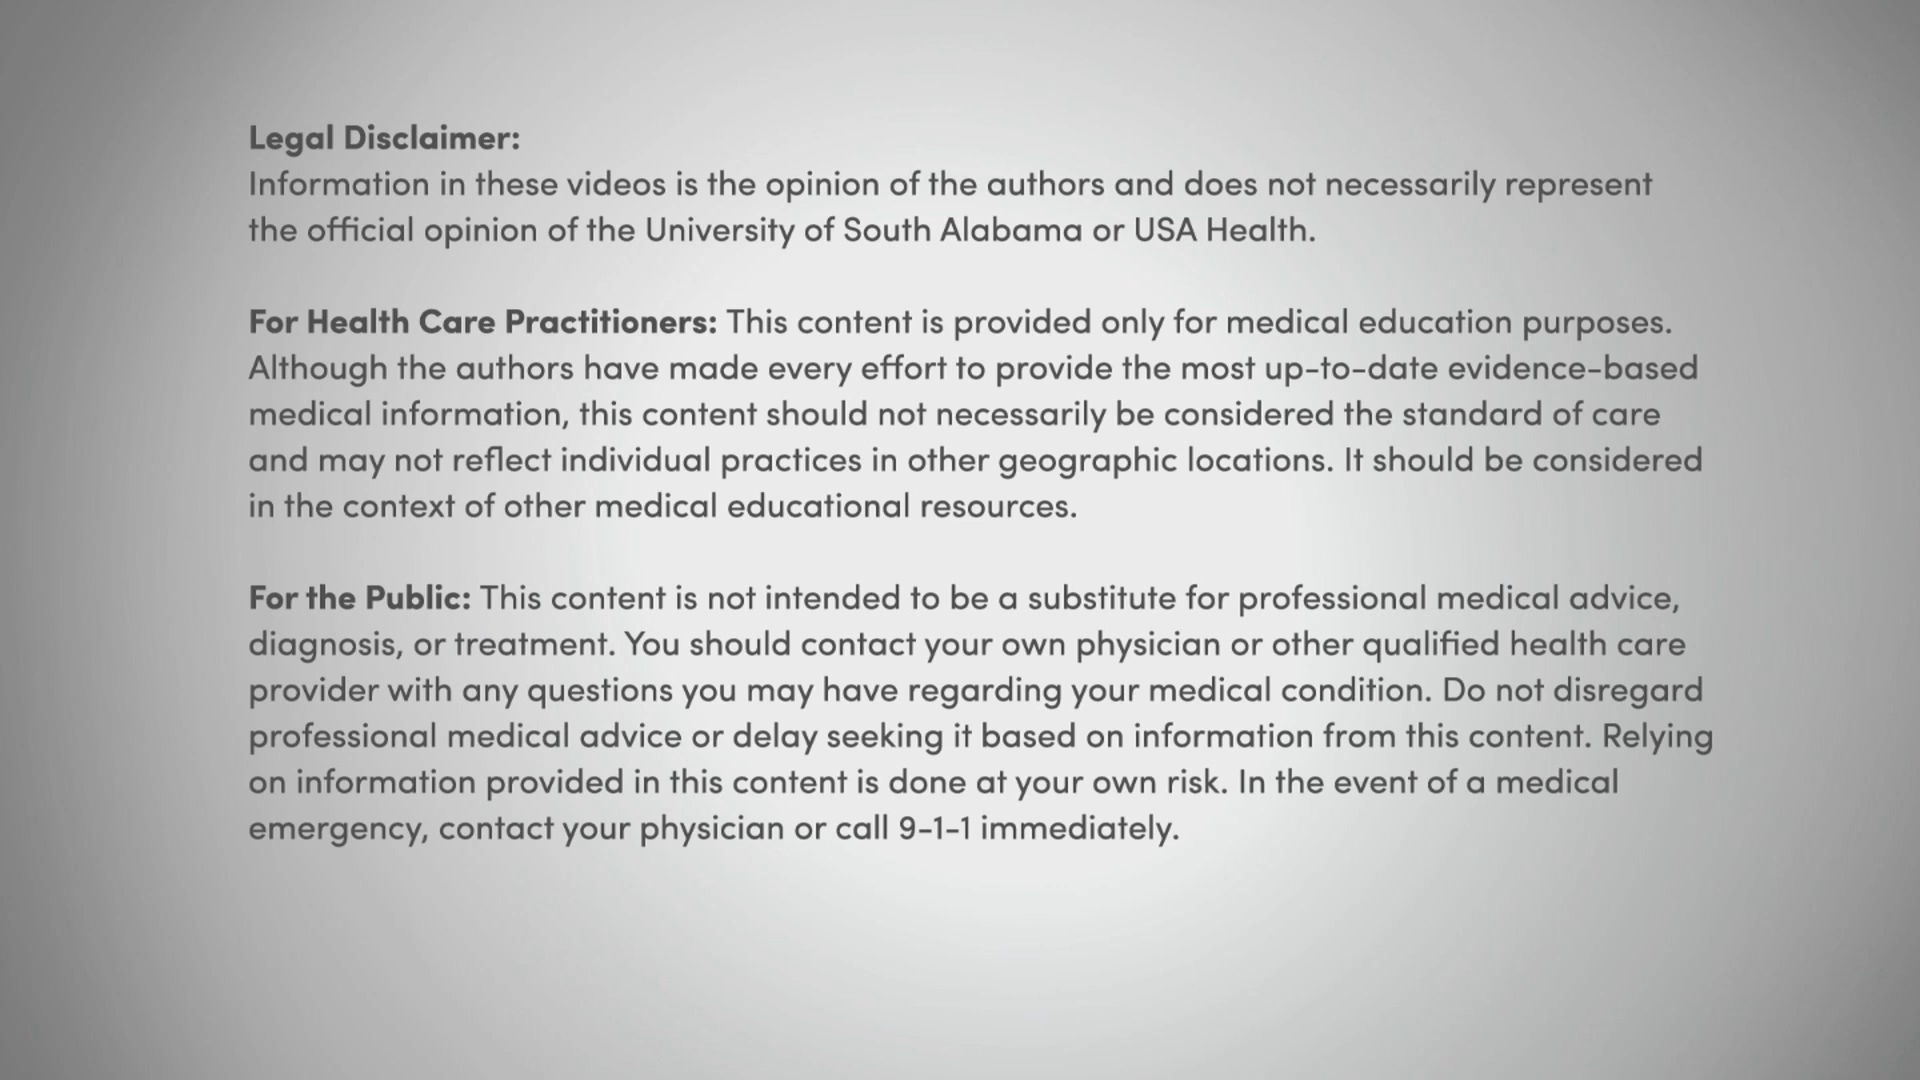 Legal Disclaimer:
Information in these videos is the opinion of the authors and does not necessarily represent
the official opinion of the University of South Alabama or USA Health.
For Health Care Practitioners: This content is provided only for medical education purposes.
Although the authors have made every effort to provide the most up-to-date evidence-based
medical information, this content should not necessarily be considered the standard of care
and may not reflect individual practices in other geographic locations. It should be considered
in the context of other medical educational resources.
For the Public: This content is not intended to be a substitute for professional medical advice,
diagnosis, or treatment. You should contact your own physician or other qualified health care
provider with any questions you may have regarding your medical condition. Do not disregard
professional medical advice or delay seeking it based on information from this content. Relying
on information provided in this content is done at your own risk. In the event of a medical
emergency, contact your physician or call 9-1-1 immediately.